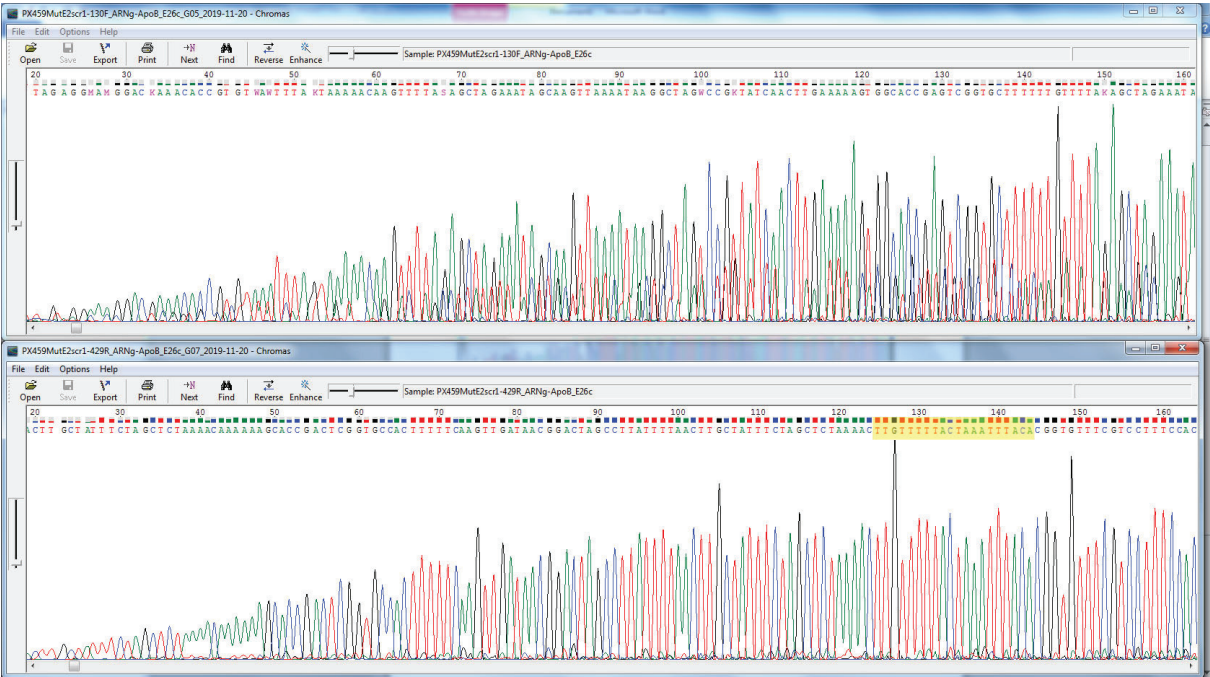 PX459MutE2scr1-130F_ARNg-ApoB_E26c_G05_2019-11-20 - Chromas
File Edit Options Help
Open Save Export Print Next Find Reverse Enhance Sample: PX459MutE2scr1-130F_ARNg-ApoB_E26c
20 30 40 50 60 70 80 90 100 110 120 130 140 150 160
TAGAGGMAMGGACKAAACACCGTGTWAWTTTAKTAAAAACAAGTTTTASAGCTAGAAATAGCAAGTTAAAATAAGGCTAGWCCGKTATCAACTTGAAAAAGTGGCACCGAGTCGGTGCTTTTTTGTTTTAKAGCTAGAAATA
PX459MutE2scr1-429R_ARNg-ApoB_E26c_G07_2019-11-20 - Chromas
File Edit Options Help
Open Save Export Print Next Find Reverse Enhance Sample: PX459MutE2scr1-429R_ARNg-ApoB_E26c
20 30 40 50 60 70 80 90 100 110 120 130 140 150 160
ACTT GCTATTTCTAGCTCTAAAACAAAAAAGCACCGACTCGGTGCCACTTTTTCAAGTTGATAACGGACTAGCCTTATTTTAACTTGCTATTTCTAGCTCTAAAACTTGTTTTTACTAAATTTACACGGTGTTTCGTCCTTTCCAC